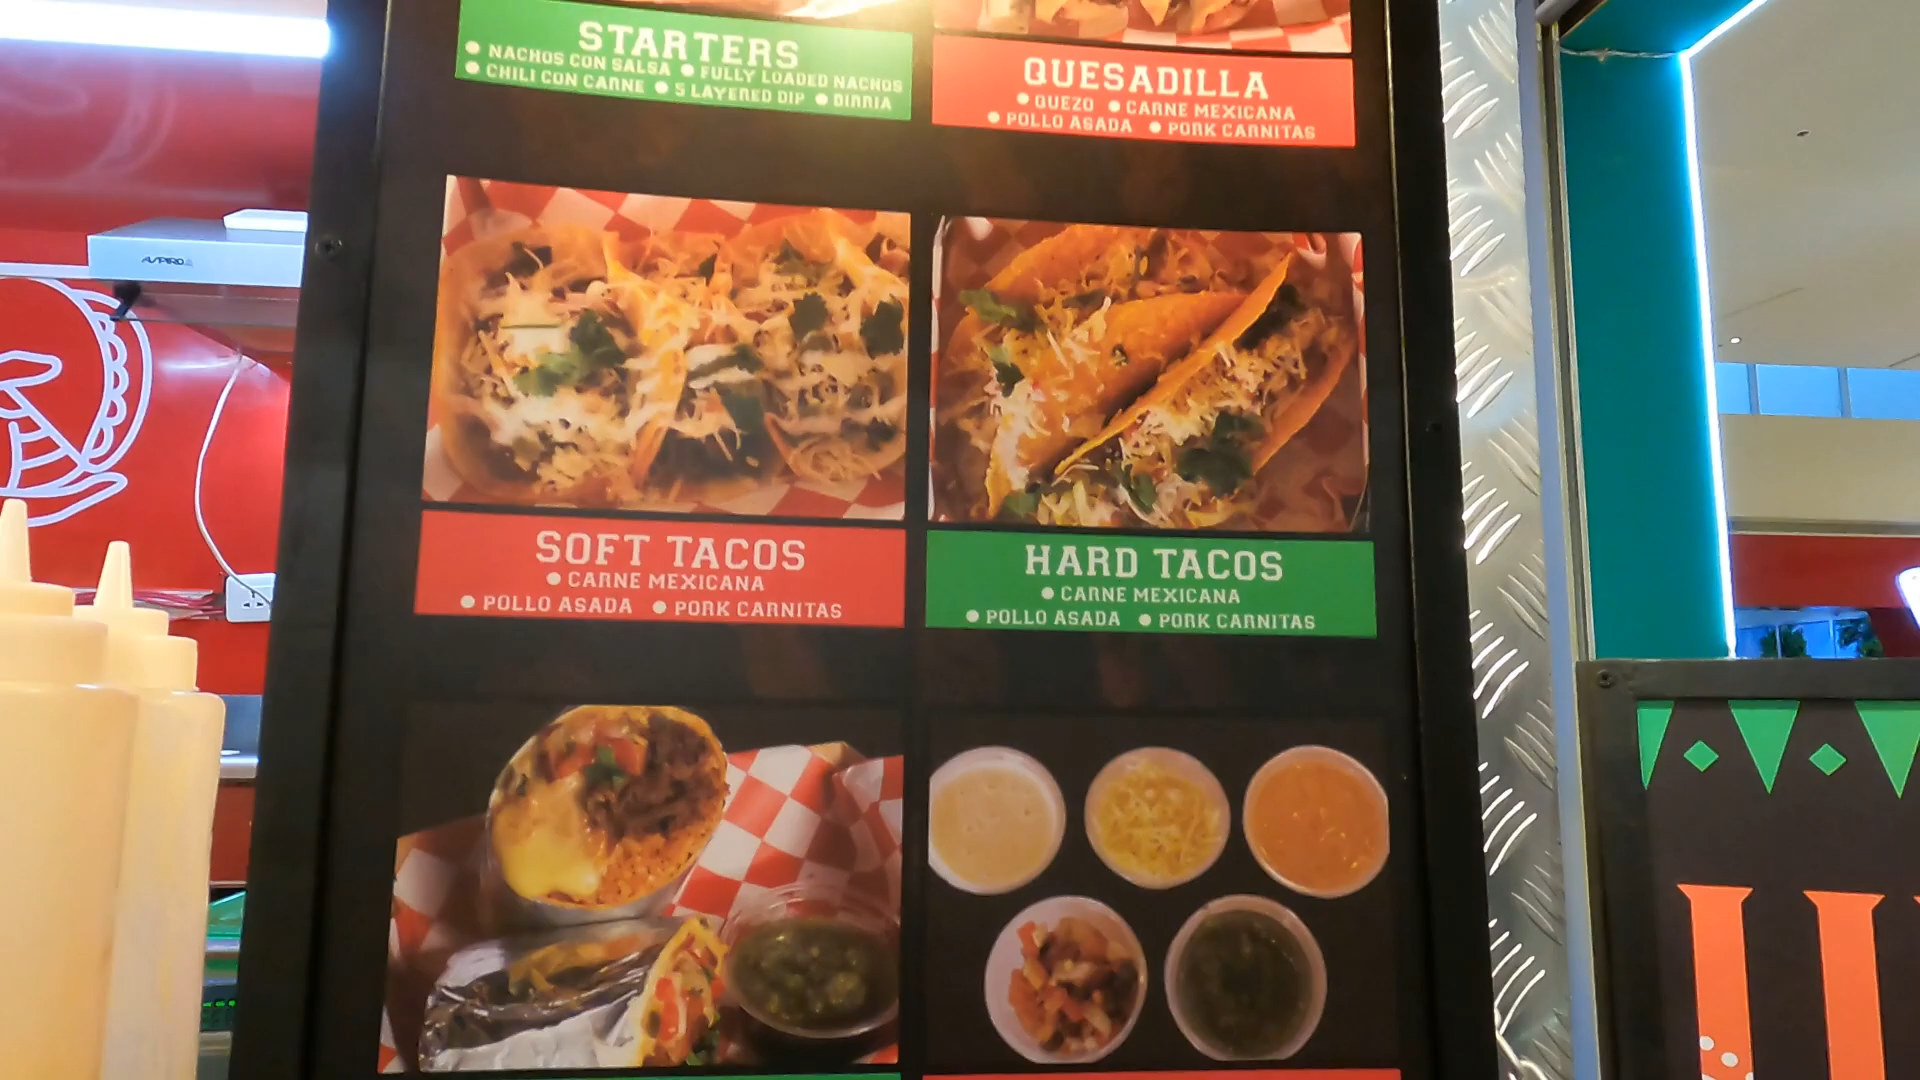 STARTERS
NACHOS CON SALSA ● FULLY LOADED NACHOS
● CHILI CON CARNE ● 5 LAYERED DIP ● BIRRIA
QUESADILLA
● QUEZO ● CARNE MEXICANA
● POLLO ASADA ● PORK CARNITAS
ASPIRO
SOFT TACOS
● CARNE MEXICANA
● POLLO ASADA ● PORK CARNITAS
HARD TACOS
● CARNE MEXICANA
● POLLO ASADA ● PORK CARNITAS